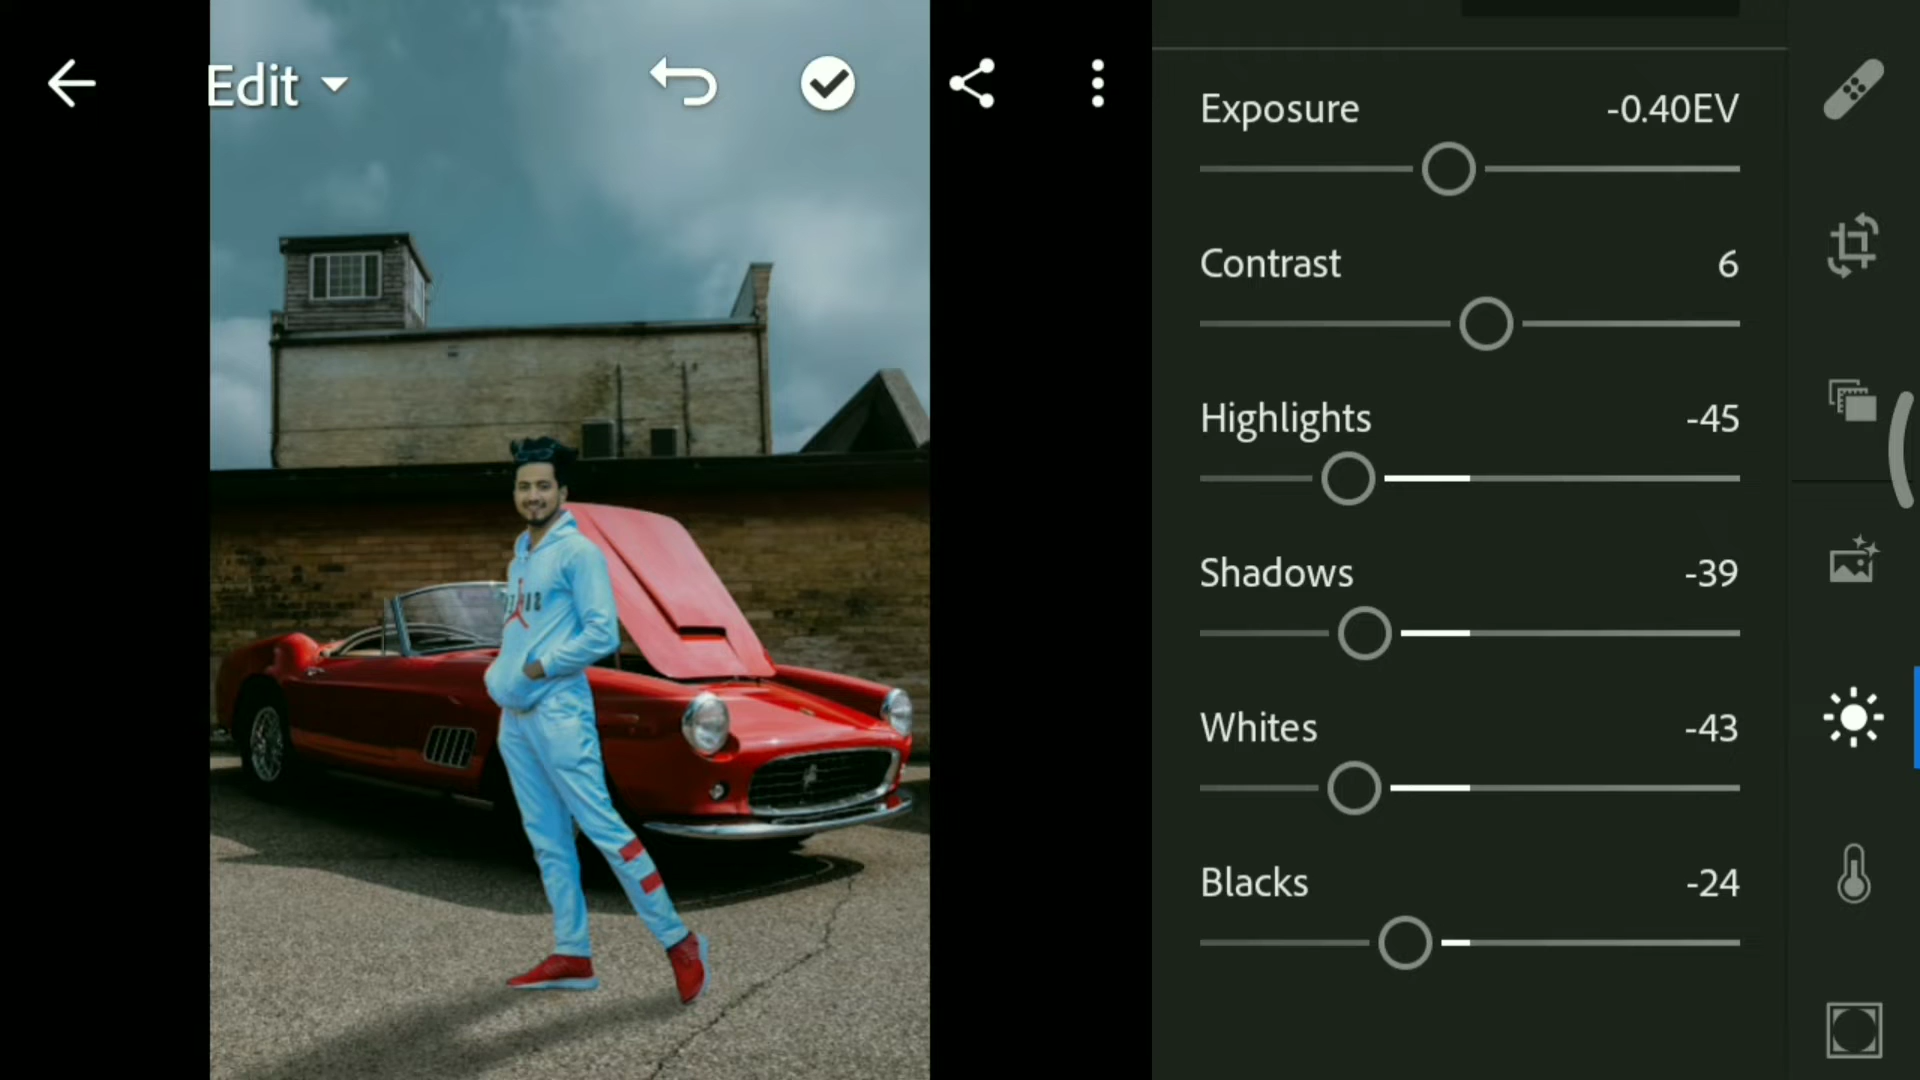 Edit
Exposure -0.40EV
Contrast 6
Highlights -45
Shadows -39
Whites -43
Blacks -24